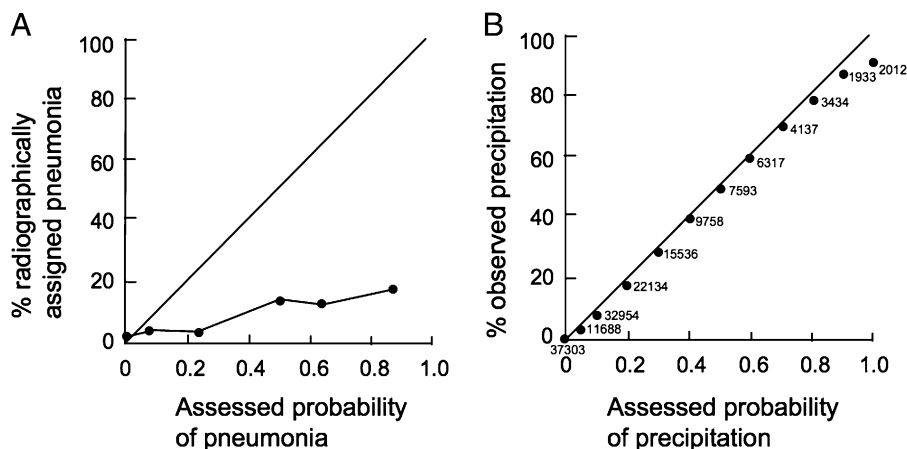 A
% radiographically
assigned pneumonia
100
80
60
40
20
0
0 0.2 0.4 0.6 0.8 1.0
Assessed probability
of pneumonia
B
% observed precipitation
100
80
60
40
20
0
2012
1933
3434
4137
6317
7593
9758
15536
22134
32954
11688
37303
0 0.2 0.4 0.6 0.8 1.0
Assessed probability
of precipitation